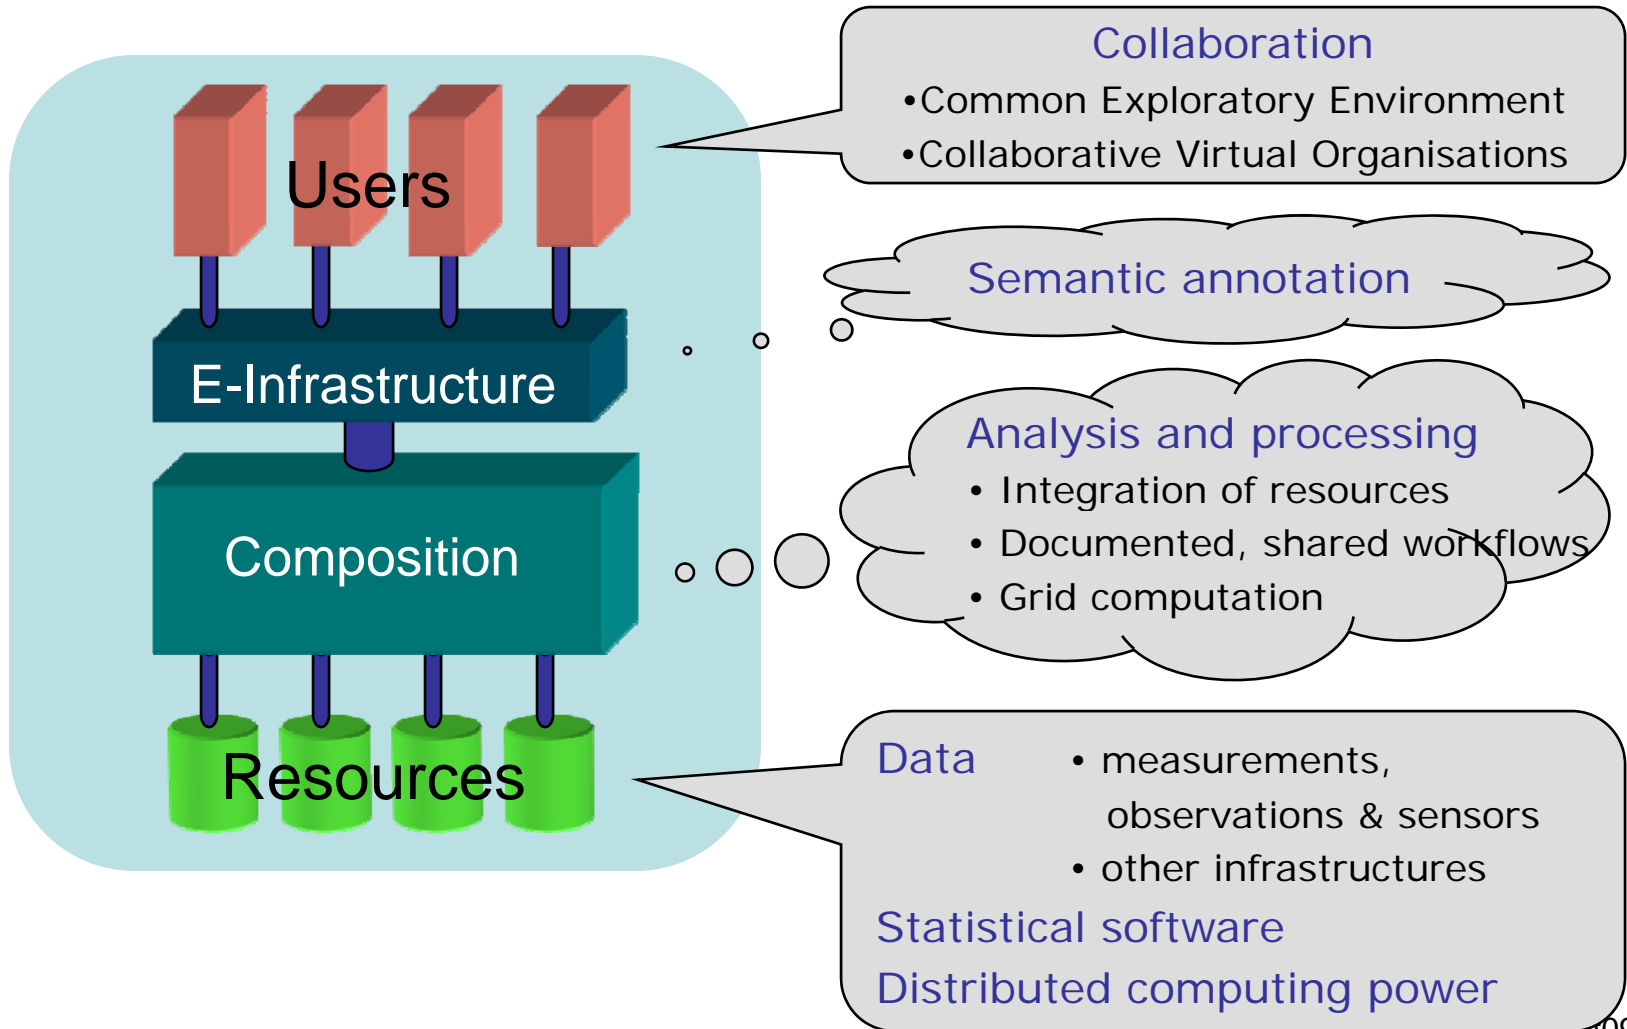 Collaboration
•Common Exploratory Environment
•Collaborative Virtual Organisations
Users
Semantic annotation
E-Infrastructure
Analysis and processing
• Integration of resources
• Documented, shared workflows
• Grid computation
Composition
Data • measurements,
observations & sensors
• other infrastructures
Resources
Statistical software
Distributed computing power